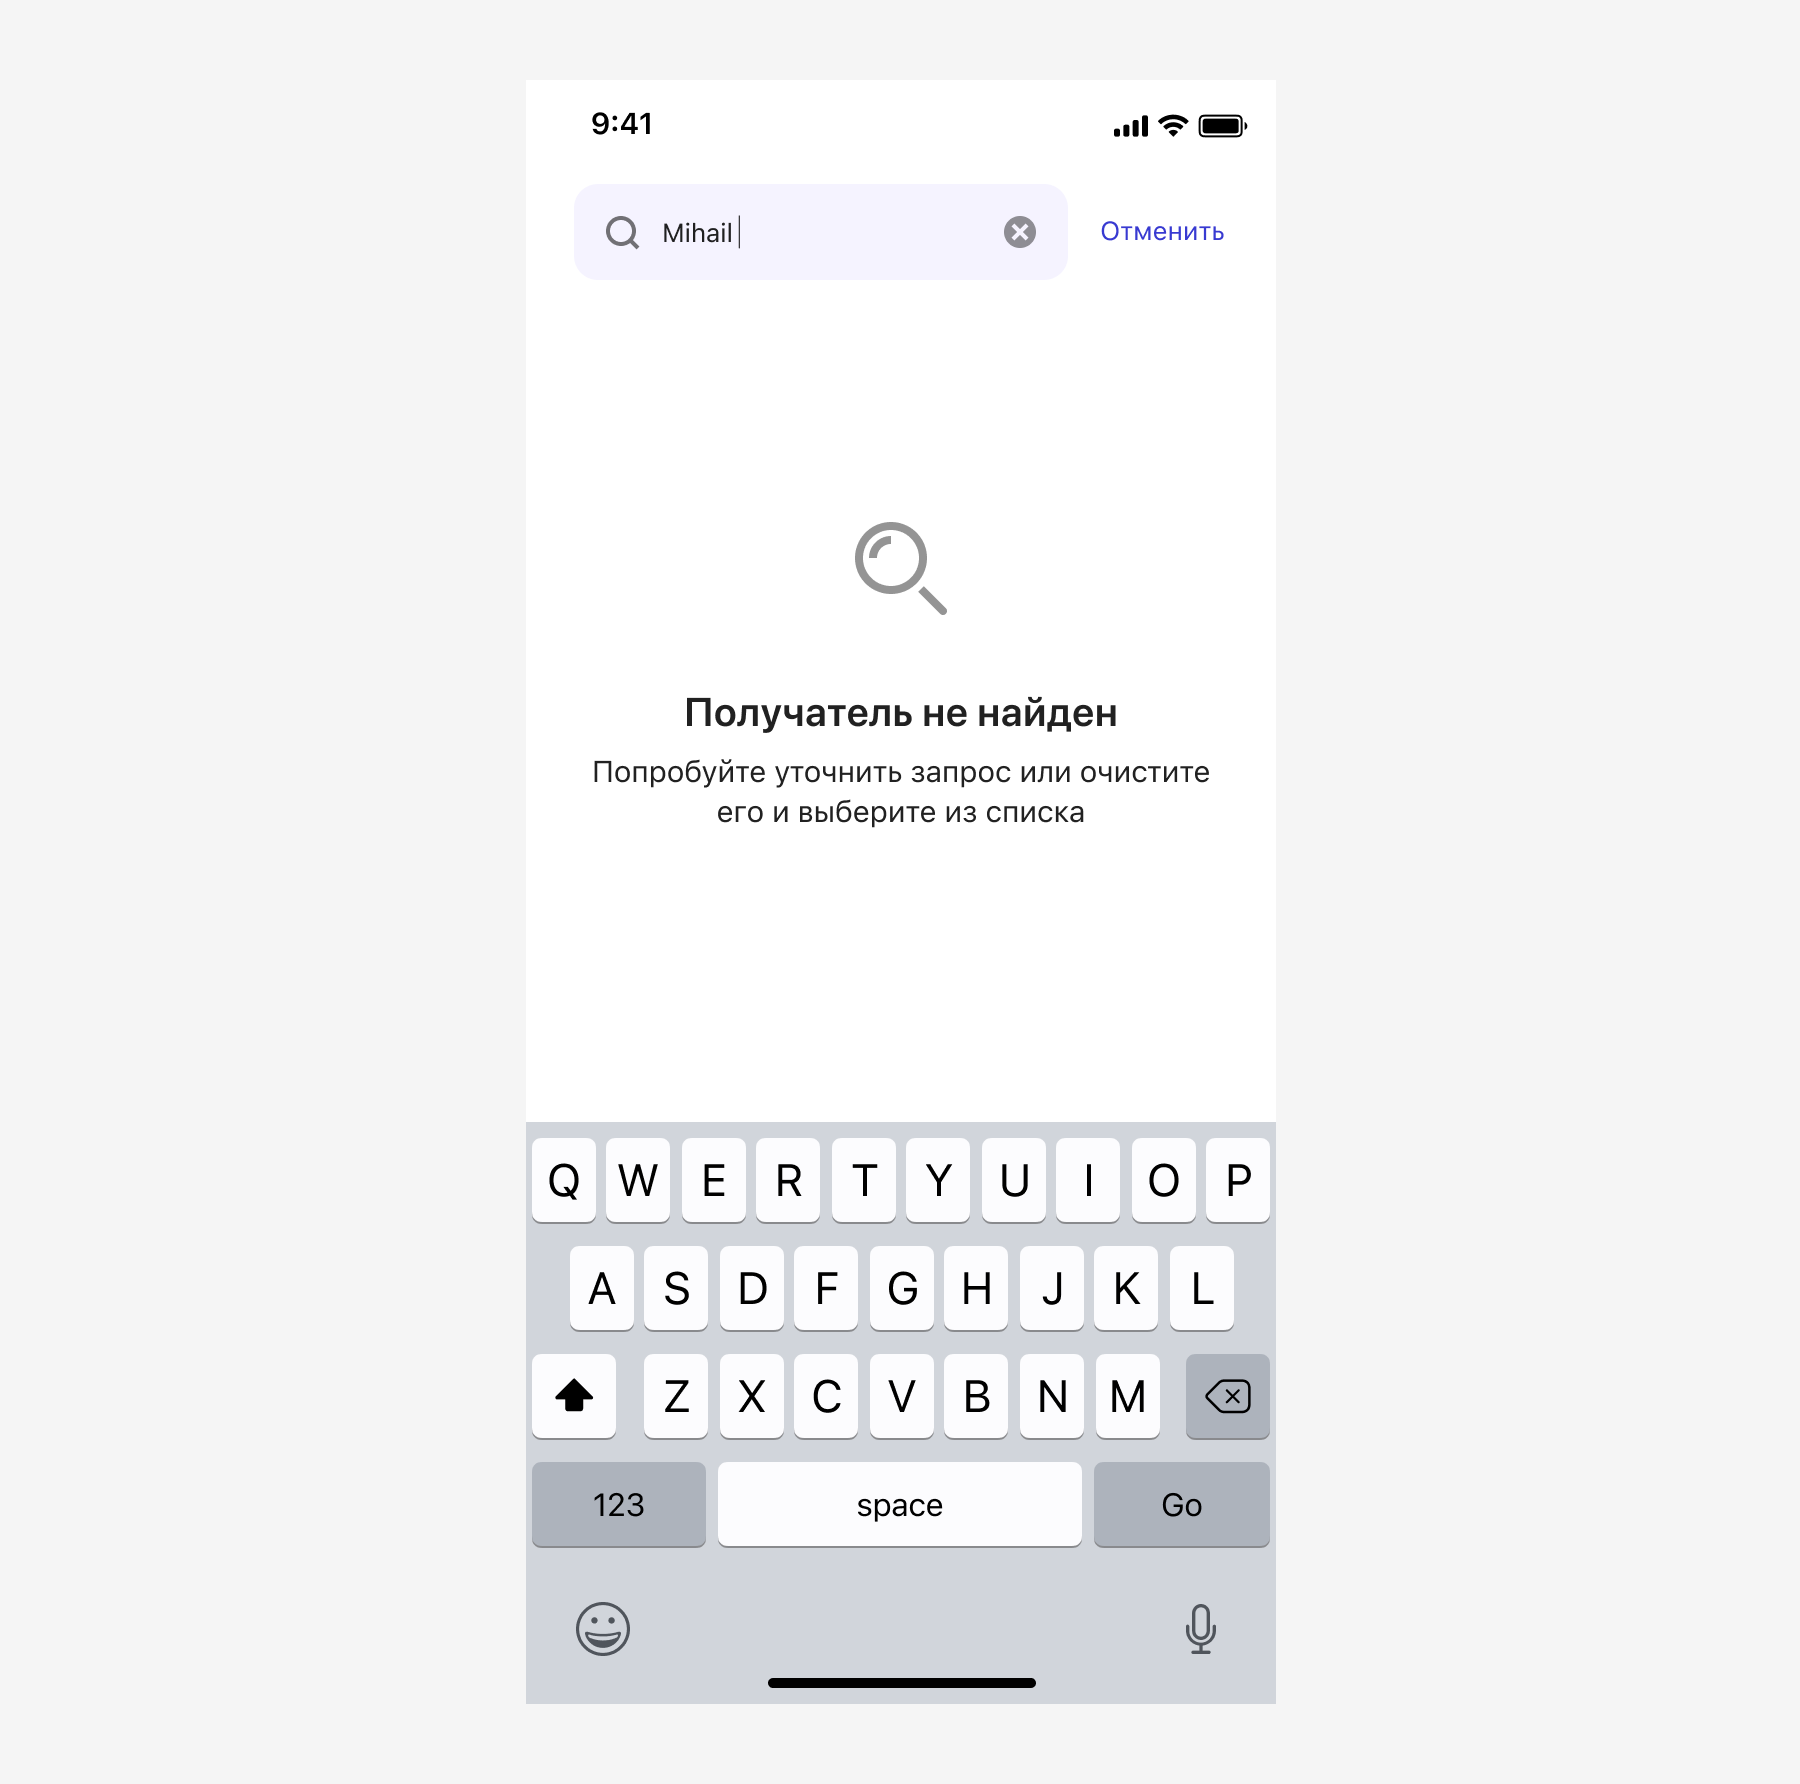 9:41
Mihail
Отменить
Получатель не найден
Попробуйте уточнить запрос или очистите
его и выберите из списка
Q W E R T Y U I O P
A S D F G H J K L
Z X C V B N M
123 space Go